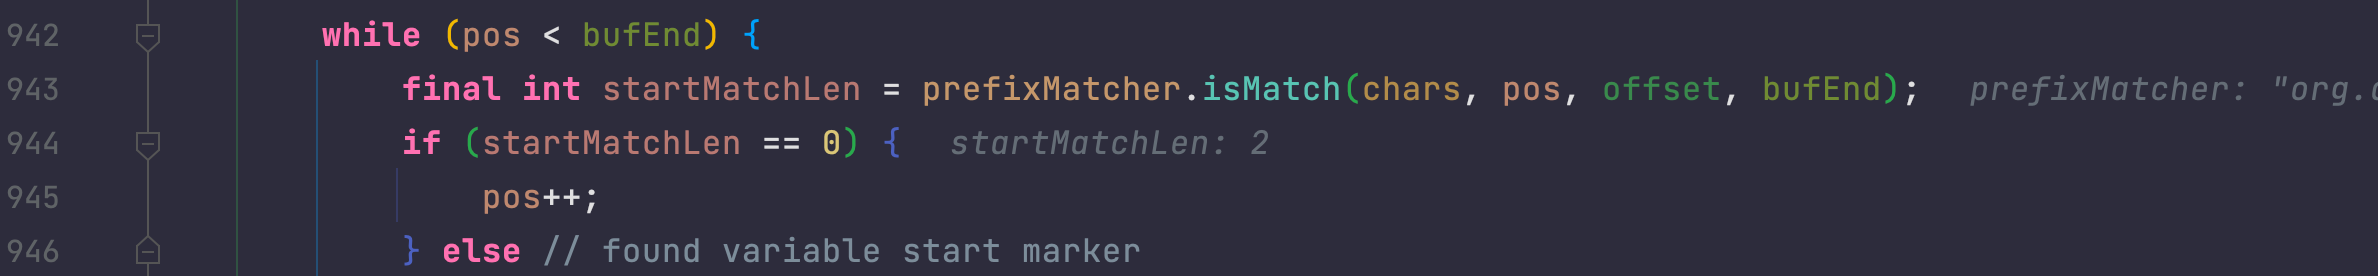 942 while (pos < bufEnd) {
943 final int startMatchLen = prefixMatcher.isMatch(chars, pos, offset, bufEnd); prefixMatcher: "org.
944 if (startMatchLen == 0) { startMatchLen: 2
945 pos++;
946 } else // found variable start marker